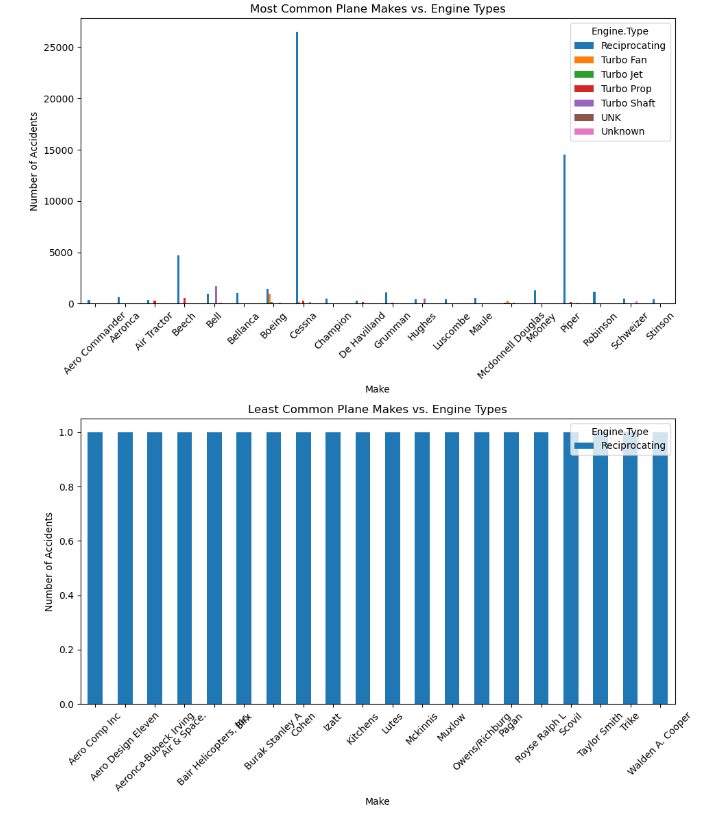 Most Common Plane Makes vs. Engine Types
Number of Accidents
25000
20000
15000
10000
5000
0
Engine.Type
Reciprocating
Turbo Fan
Turbo Jet
Turbo Prop
Turbo Shaft
UNK
Unknown
Aero Commander
Aeronca
Air Tractor
Beech
Bell
Bellanca
Boeing
Cessna
Champion
De Havilland
Grumman
Hughes
Luscombe
Maule
Mcdonnell Douglas
Mooney
Piper
Robinson
Schweizer
Stinson
Make
Least Common Plane Makes vs. Engine Types
Number of Accidents
1.0
0.8
0.6
0.4
0.2
0.0
Engine.Type
Reciprocating
Aero Comp Inc
Aero Design Eleven
Aeronca-Bubeck Irving
Air & Space.
Bair Helicopters,
Burak Stanley A
Cohen
Izatt
Kitchens
Lutes
Mckinnis
Muxlow
Owens/Richburg
Pagan
Royse Ralph L
Scovil
Taylor Smith
Trike
Walden A. Cooper
Make